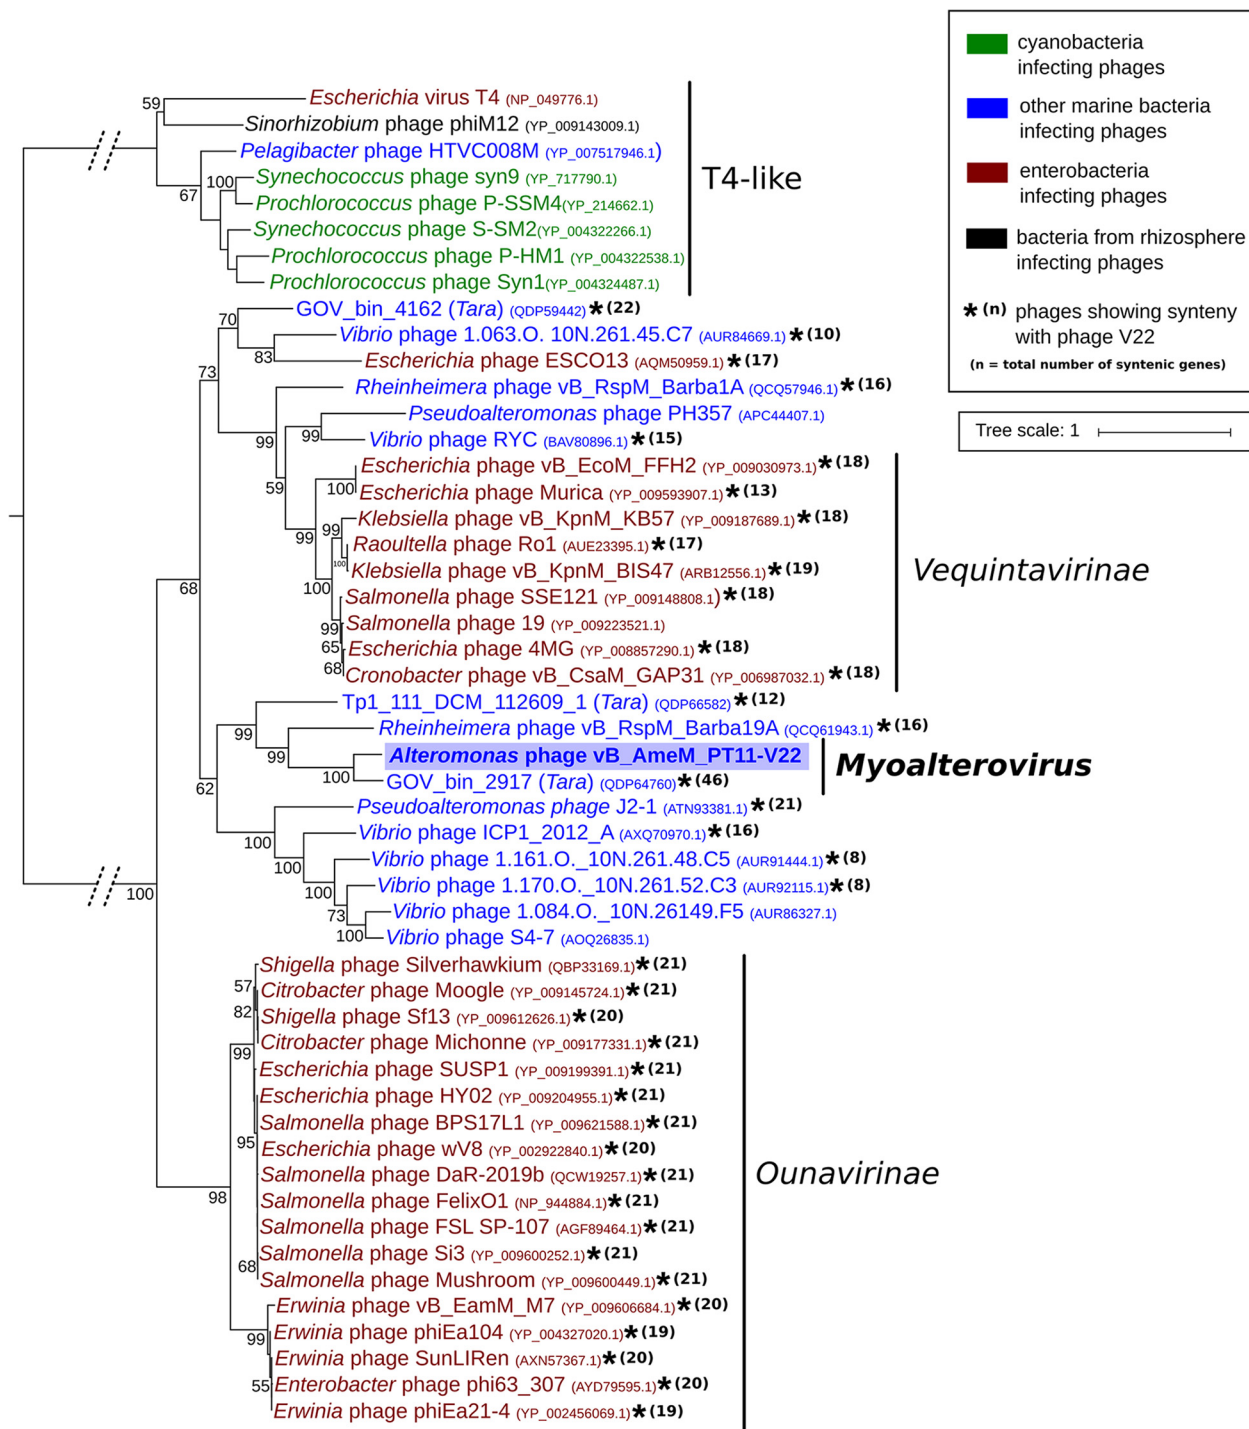 cyanobacteria
infecting phages
other marine bacteria
infecting phages
enterobacteria
infecting phages
bacteria from rhizosphere
infecting phages
*(n) phages showing synteny
with phage V22
(n = total number of syntenic genes)
Tree scale: 1
59
Escherichia virus T4 (NP_049776.1)
Sinorhizobium phage phiM12 (YP_009143009.1)
Pelagibacter phage HTVC008M (YP_007517946.1)
T4-like
100
Synechococcus phage syn9 (YP_717790.1)
67
Prochlorococcus phage P-SSM4(YP_214662.1)
Synechococcus phage S-SM2(YP_004322266.1)
Prochlorococcus phage P-HM1 (YP_004322538.1)
Prochlorococcus phage Syn1(YP_004324487.1)
GOV_bin_4162 (Tara) (QDP59442)*(22)
70
Vibrio phage 1.063.O. 10N.261.45.C7 (AUR84669.1)*(10)
83
Escherichia phage ESCO13 (AQM50959.1)*(17)
73
Rheinheimera phage vB_RspM_Barba1A (QCQ57946.1)*(16)
Pseudoalteromonas phage PH357 (APC44407.1)
99
99
Vibrio phage RYC (BAV80896.1)*(15)
Escherichia phage vB_EcoM_FFH2 (YP_009030973.1)*(18)
59
100
Escherichia phage Murica (YP_009593907.1)*(13)
Klebsiella phage vB_KpnM_KB57 (YP_009187689.1)*(18)
99
99
Raoultella phage Ro1 (AUE23395.1)*(17)
100
Klebsiella phage vB_KpnM_BIS47 (ARB12556.1)*(19)
Vequintavirinae
68
100
Salmonella phage SSE121 (YP_009148808.1)*(18)
Salmonella phage 19 (YP_009223521.1)
99
Escherichia phage 4MG (YP_008857290.1)*(18)
65
68
Cronobacter phage vB_CsaM_GAP31 (YP_006987032.1)*(18)
Tp1_111_DCM_112609_1 (Tara) (QDP66582)*(12)
99
Rheinheimera phage vB_RspM_Barba19A (QCQ61943.1)*(16)
99
Alteromonas phage vB_AmeM_PT11-V22
Myoalterovirus
100
GOV_bin_2917 (Tara) (QDP64760)*(46)
62
Pseudoalteromonas phage J2-1 (ATN93381.1)*(21)
100
Vibrio phage ICP1_2012_A (AXQ70970.1)*(16)
100
Vibrio phage 1.161.O._10N.261.48.C5 (AUR91444.1)*(8)
100
Vibrio phage 1.170.O._10N.261.52.C3 (AUR92115.1)*(8)
100
73
Vibrio phage 1.084.O._10N.26149.F5 (AUR86327.1)
100
Vibrio phage S4-7 (AOQ26835.1)
Shigella phage Silverhawkium (QBP33169.1)*(21)
57
Citrobacter phage Moogle (YP_009145724.1)*(21)
82
Shigella phage Sf13 (YP_009612626.1)*(20)
99
Citrobacter phage Michonne (YP_009177331.1)*(21)
Escherichia phage SUSP1 (YP_009199391.1)*(21)
Escherichia phage HY02 (YP_009204955.1)*(21)
Salmonella phage BPS17L1 (YP_009621588.1)*(21)
95
Escherichia phage wV8 (YP_002922840.1)*(20)
Salmonella phage DaR-2019b (QCW19257.1)*(21)
Ounavirinae
98
Salmonella phage FelixO1 (NP_944884.1)*(21)
Salmonella phage FSL SP-107 (AGF89464.1)*(21)
Salmonella phage Si3 (YP_009600252.1)*(21)
68
Salmonella phage Mushroom (YP_009600449.1)*(21)
Erwinia phage vB_EamM_M7 (YP_009606684.1)*(20)
99
Erwinia phage phiEa104 (YP_004327020.1)*(19)
Erwinia phage SunLIRen (AXN57367.1)*(20)
55
Enterobacter phage phi63_307 (AYD79595.1)*(20)
Erwinia phage phiEa21-4 (YP_002456069.1)*(19)